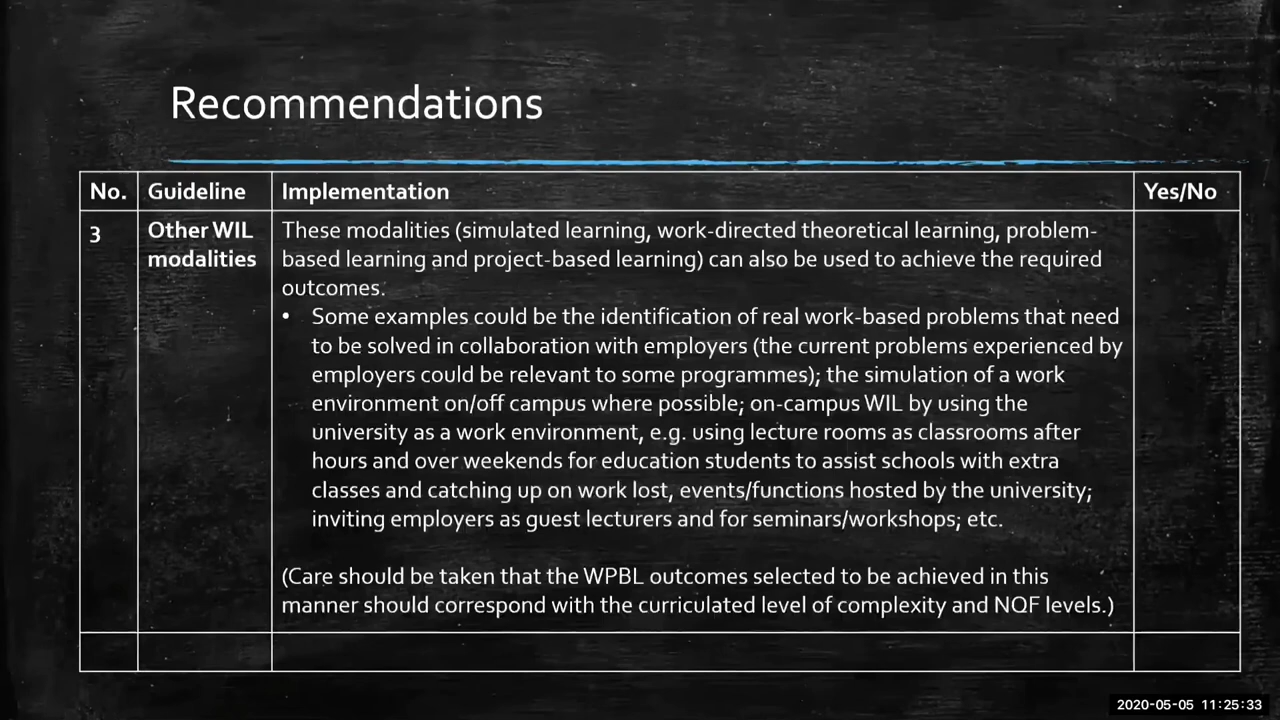 Recommendations
No. Guideline Implementation Yes/No
3 Other WIL modalities
These modalities (simulated learning, work-directed theoretical learning, problem-
based learning and project-based learning) can also be used to achieve the required
outcomes.
• Some examples could be the identification of real work-based problems that need
to be solved in collaboration with employers (the current problems experienced by
employers could be relevant to some programmes); the simulation of a work
environment on/off campus where possible; on-campus WIL by using the
university as a work environment, e.g. using lecture rooms as classrooms after
hours and over weekends for education students to assist schools with extra
classes and catching up on work lost, events/functions hosted by the university;
inviting employers as guest lecturers and for seminars/workshops; etc.
(Care should be taken that the WPBL outcomes selected to be achieved in this
manner should correspond with the curriculated level of complexity and NQF levels.)
2020-05-05 11:25:33